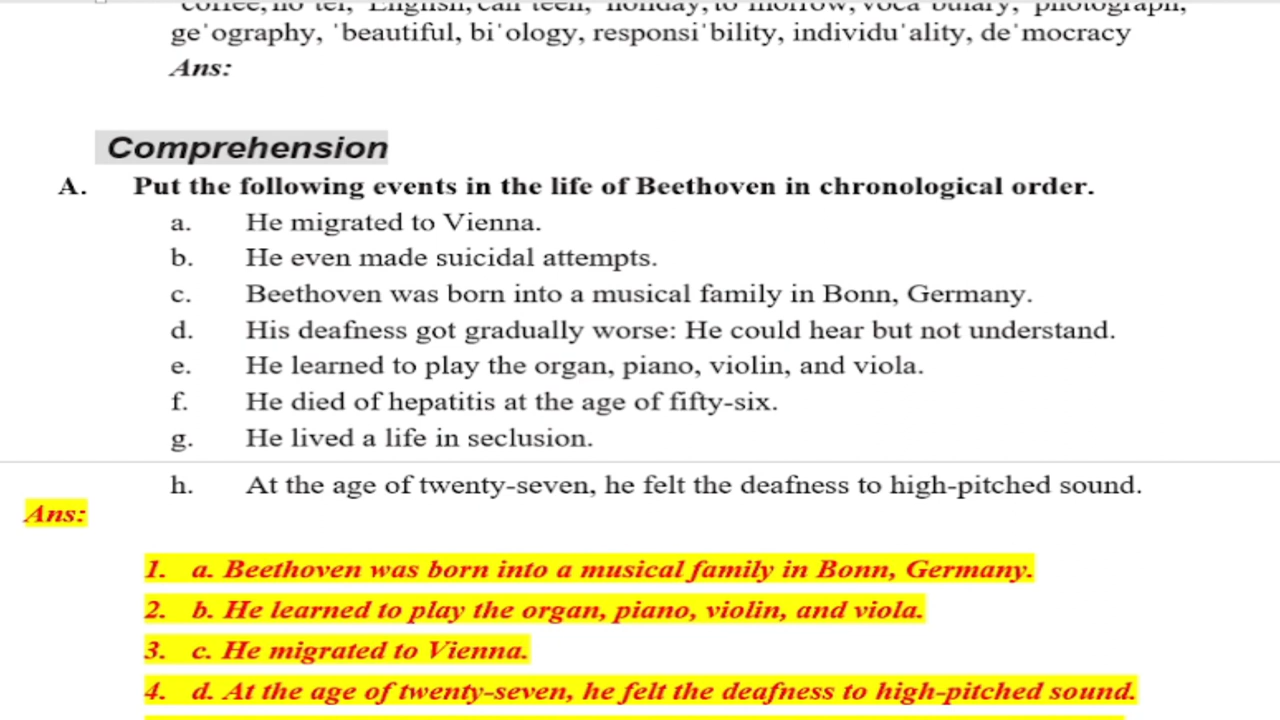 ge'ography, 'beautiful, bi'ology, responsi'bility, individu'ality, de'mocracy
Ans:
Comprehension
A. Put the following events in the life of Beethoven in chronological order.
a. He migrated to Vienna.
b. He even made suicidal attempts.
c. Beethoven was born into a musical family in Bonn, Germany.
d. His deafness got gradually worse: He could hear but not understand.
e. He learned to play the organ, piano, violin, and viola.
f. He died of hepatitis at the age of fifty-six.
g. He lived a life in seclusion.
h. At the age of twenty-seven, he felt the deafness to high-pitched sound.
Ans:
1. a. Beethoven was born into a musical family in Bonn, Germany.
2. b. He learned to play the organ, piano, violin, and viola.
3. c. He migrated to Vienna.
4. d. At the age of twenty-seven, he felt the deafness to high-pitched sound.